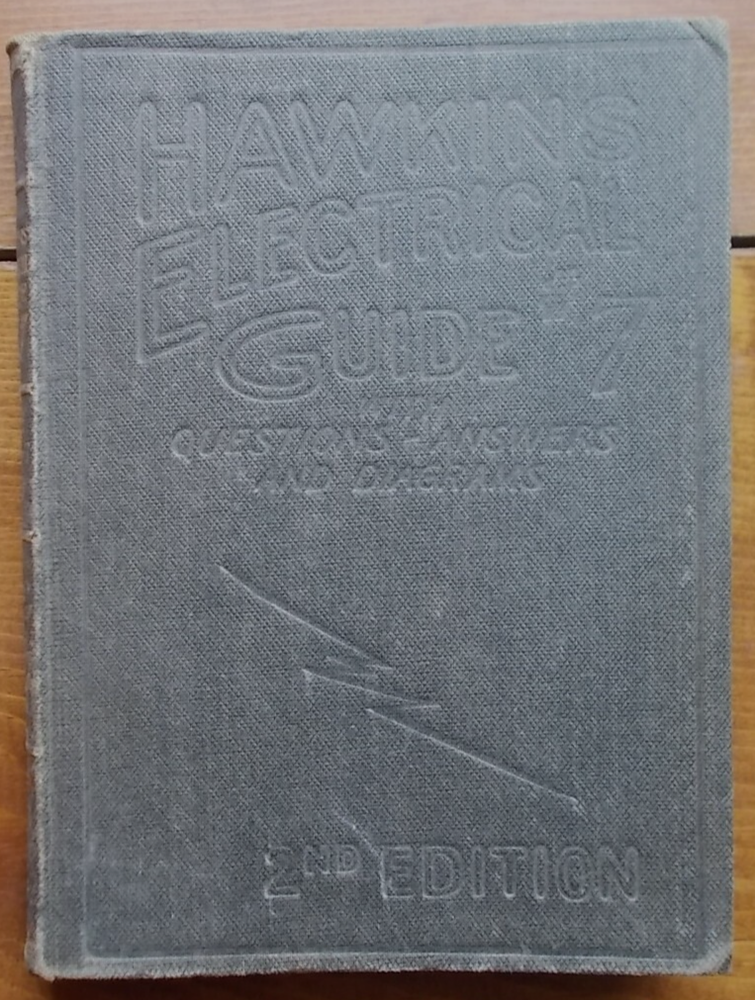 HAWKINS
ELECTRICAL
GUIDE # 7
WITH
QUESTIONS - ANSWERS
AND DIAGRAMS
2ND EDITION